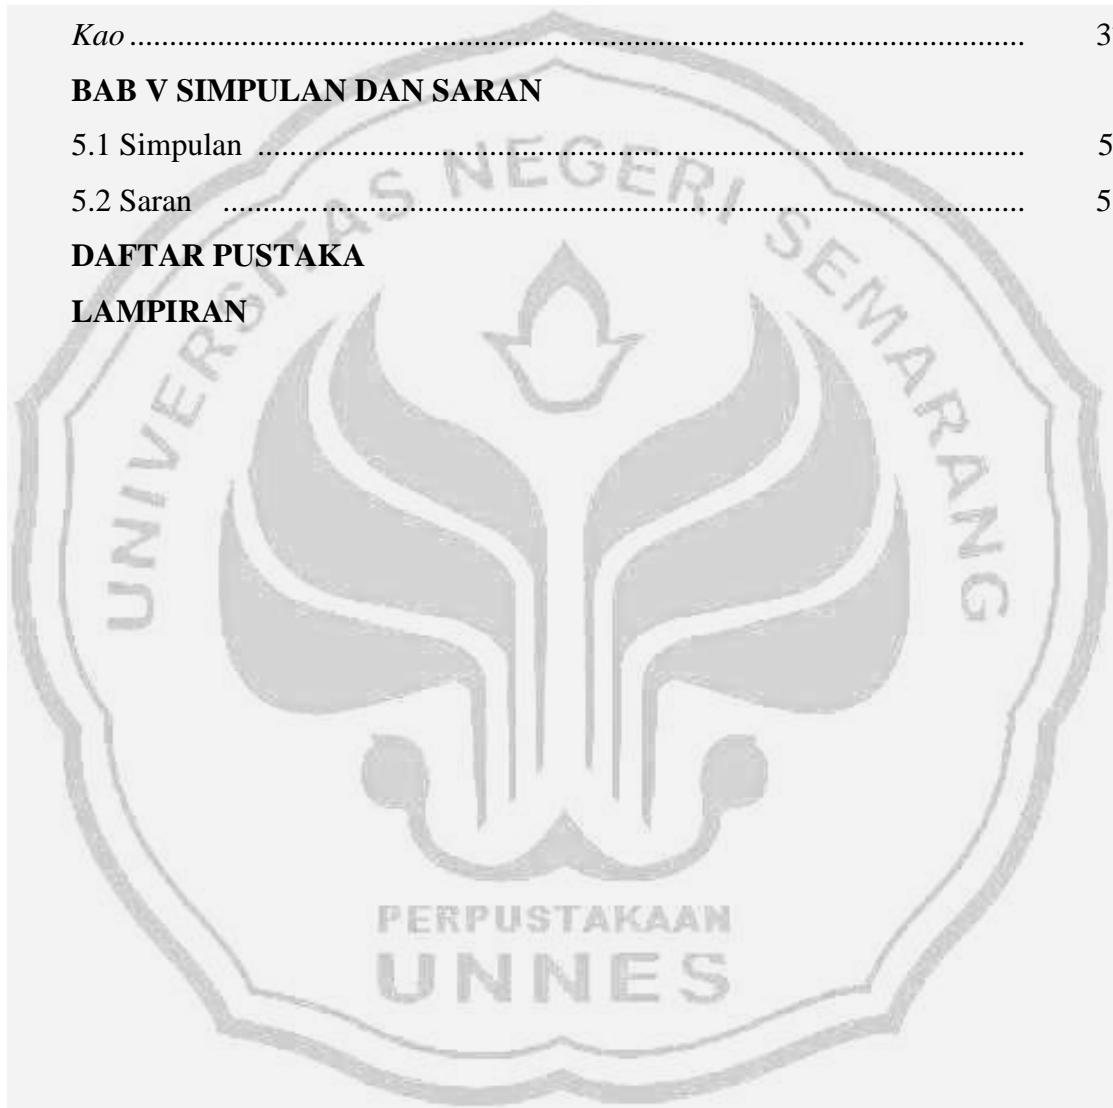 Kao ........................................................................................................... 3
BAB V SIMPULAN DAN SARAN
5.1 Simpulan ............................................................................................ 5
5.2 Saran ................................................................................................ 5
DAFTAR PUSTAKA
LAMPIRAN
UNIVERSITAS NEGERI SEMARANG
PERPUSTAKAAN
UNNES